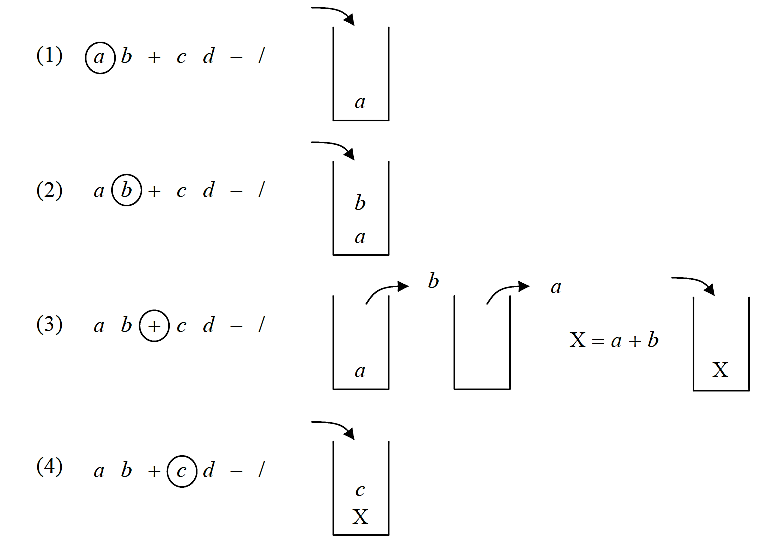 (1) a b + c d – / a
(2) a b + c d – / b
a
b a
(3) a b + c d – / a X = a + b X
(4) a b + c d – / c
X